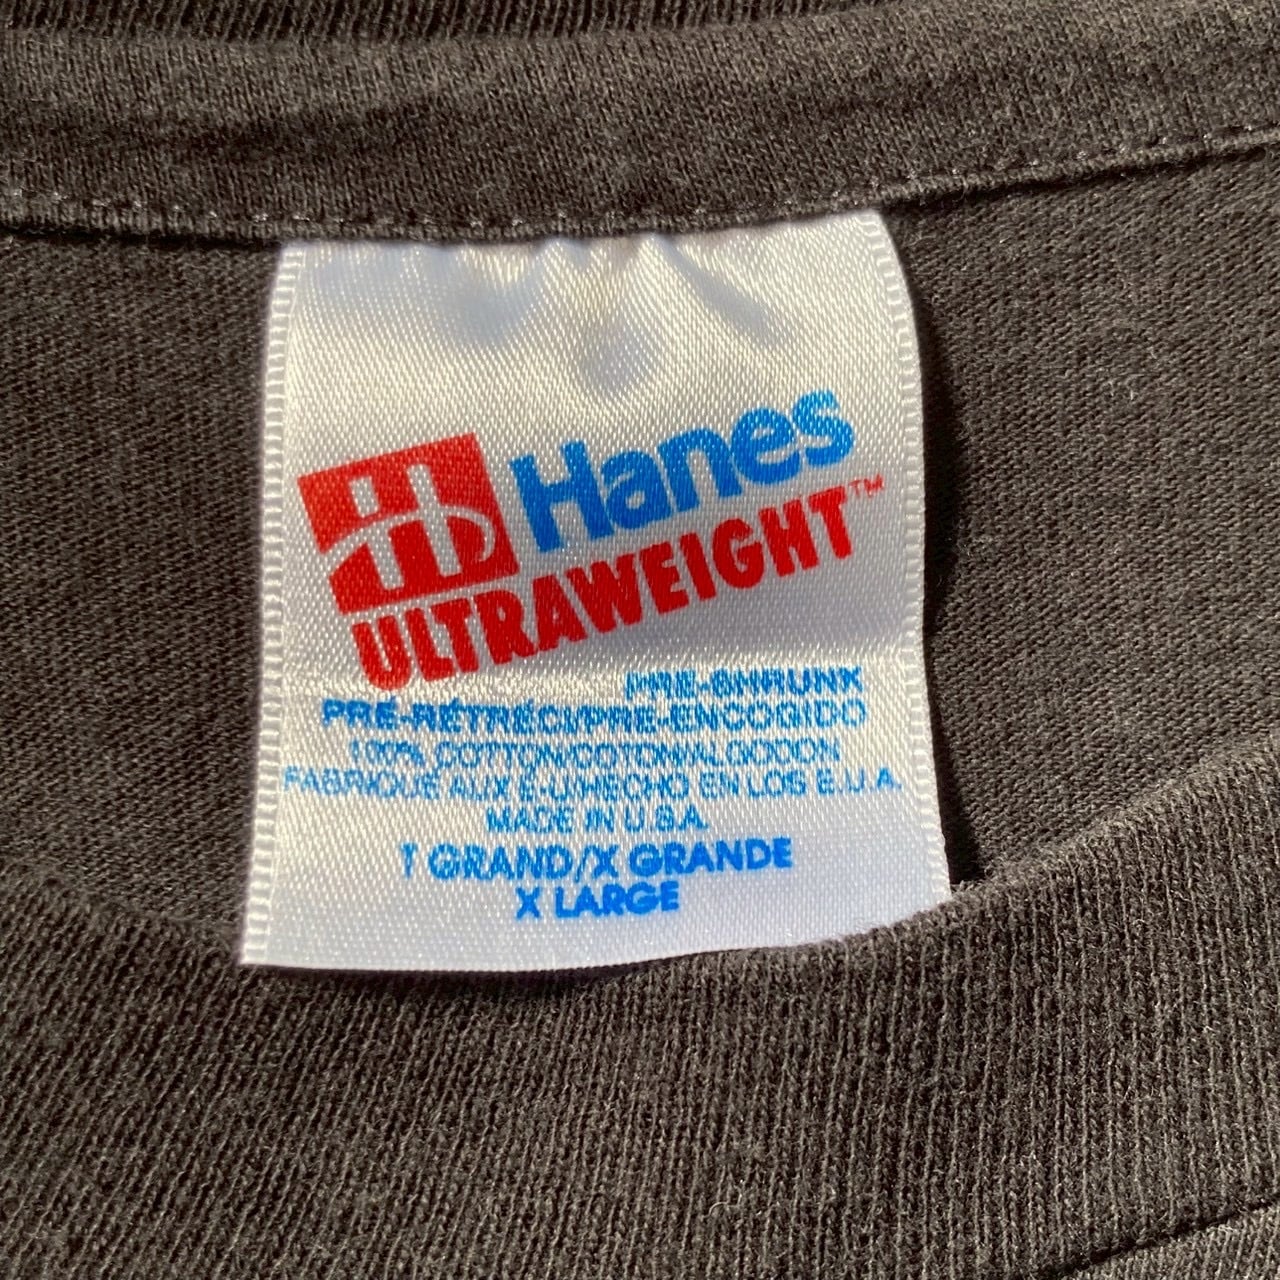 Hanes
ULTRAWEIGHT™
PRE-SHRUNK
PRÉ-RÉTRÉCI/PRE-ENCOGIDO
100% COTTON/COTON/ALGODON
FABRIQUÉ AUX É-U/HECHO EN LOS E.U.A.
MADE IN U.S.A.
T GRAND/X GRANDE
X LARGE